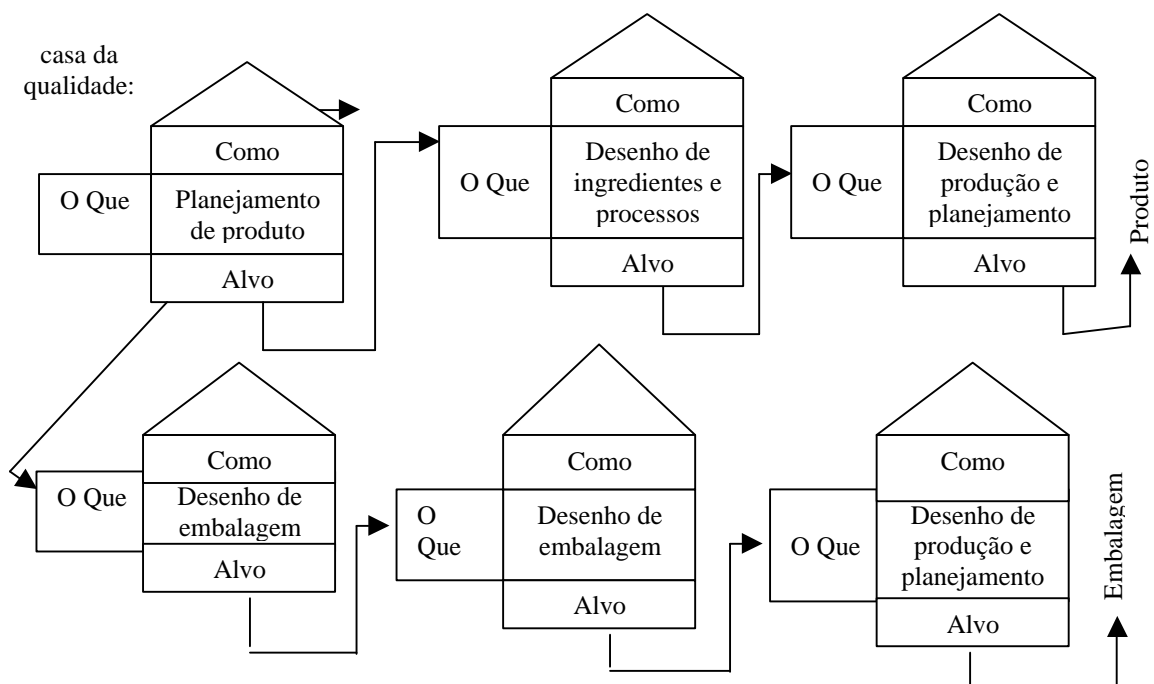 casa da
qualidade:
Como
O Que
Planejamento
de produto
Alvo
Como
O Que
Desenho de
ingredientes e
processos
Alvo
Como
O Que
Desenho de
produção e
planejamento
Alvo
Produto
Como
O Que
Desenho de
embalagem
Alvo
Como
O
Que
Desenho de
embalagem
Alvo
Como
O Que
Desenho de
produção e
planejamento
Alvo
Embalagem